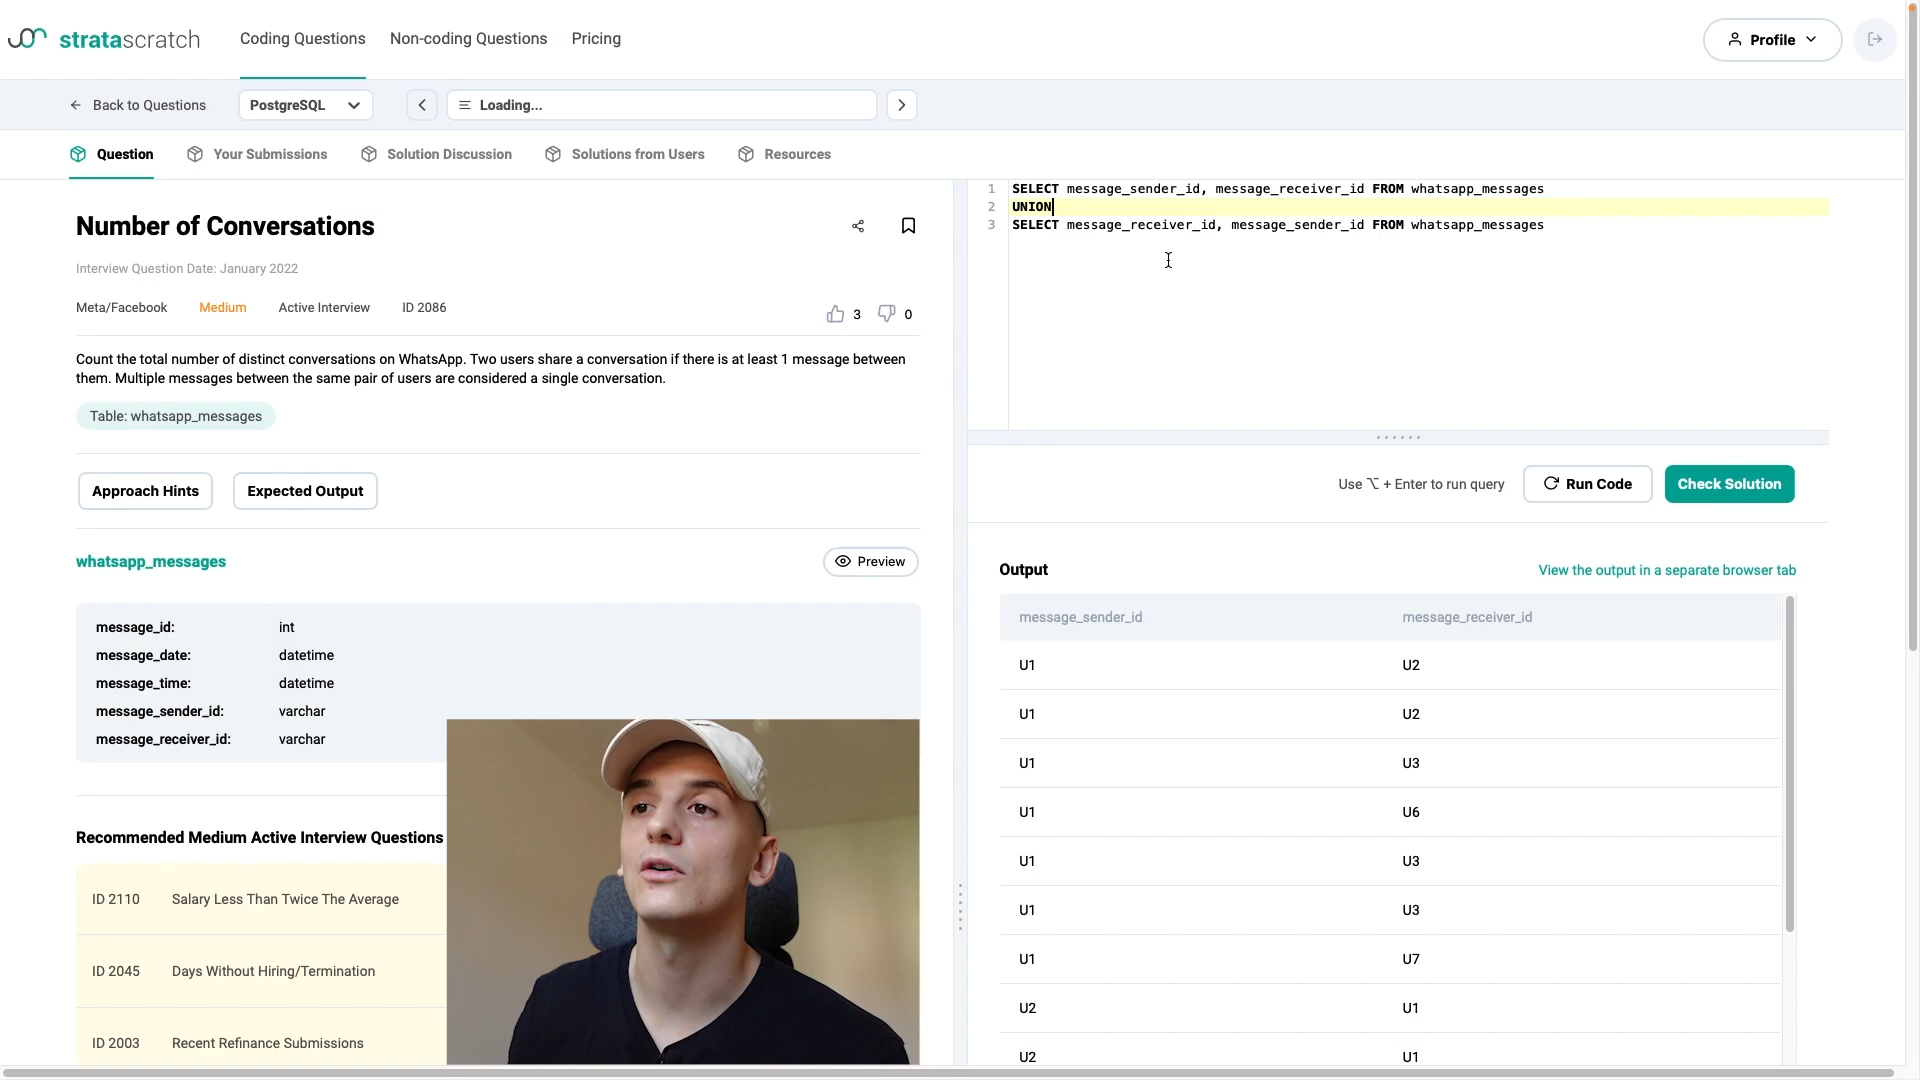 stratascratch
Coding Questions
Non-coding Questions
Pricing
Profile
Back to Questions
PostgreSQL
Loading...
Question
Your Submissions
Solution Discussion
Solutions from Users
Resources
Number of Conversations
Interview Question Date: January 2022
Meta/Facebook
Medium
Active Interview
ID 2086
3
0
Count the total number of distinct conversations on WhatsApp. Two users share a conversation if there is at least 1 message between
them. Multiple messages between the same pair of users are considered a single conversation.
Table: whatsapp_messages
Approach Hints
Expected Output
whatsapp_messages
Preview
message_id: int
message_date: datetime
message_time: datetime
message_sender_id: varchar
message_receiver_id: varchar
Recommended Medium Active Interview Questions
ID 2110 Salary Less Than Twice The Average
ID 2045 Days Without Hiring/Termination
ID 2003 Recent Refinance Submissions
1 SELECT message_sender_id, message_receiver_id FROM whatsapp_messages
2 UNION
3 SELECT message_receiver_id, message_sender_id FROM whatsapp_messages
Use ⌥ + Enter to run query
Run Code
Check Solution
Output
View the output in a separate browser tab
message_sender_id message_receiver_id
U1 U2
U1 U2
U1 U3
U1 U6
U1 U3
U1 U3
U1 U7
U2 U1
U2 U1